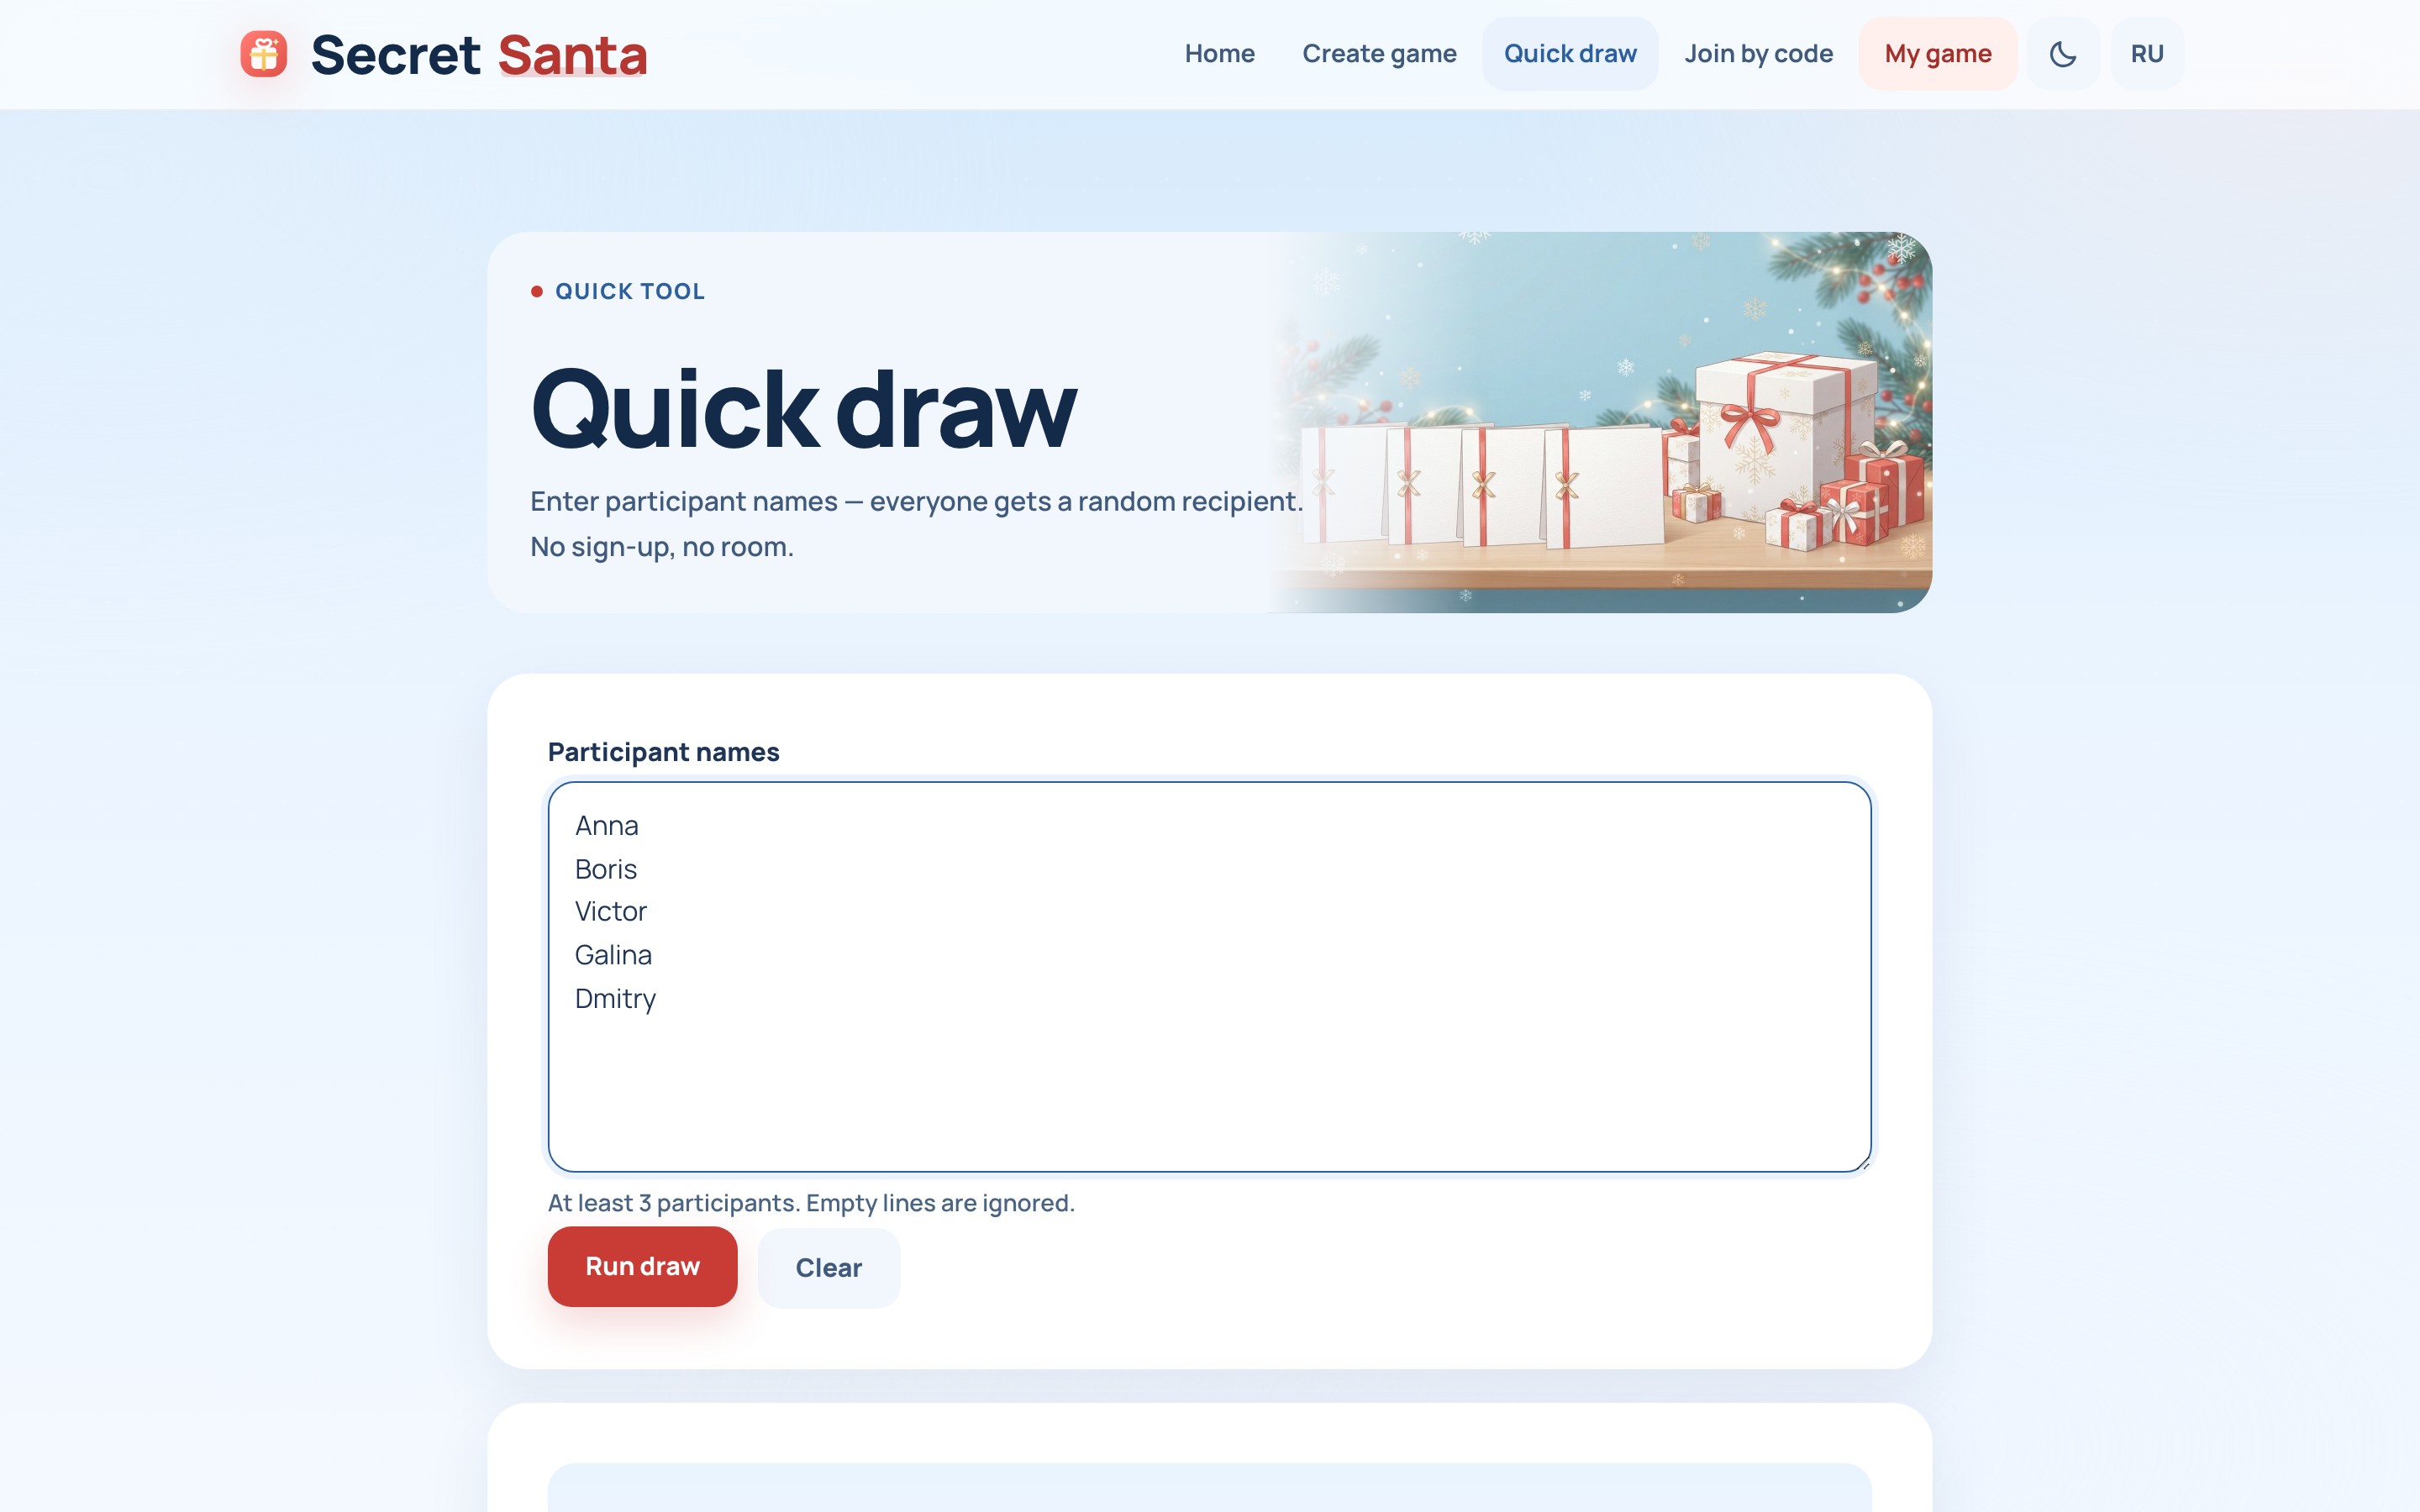 Secret Santa
Home
Create game
Quick draw
Join by code
My game
RU
QUICK TOOL
Quick draw
Enter participant names — everyone gets a random recipient.
No sign-up, no room.
Participant names
Anna
Boris
Victor
Galina
Dmitry
At least 3 participants. Empty lines are ignored.
Run draw
Clear